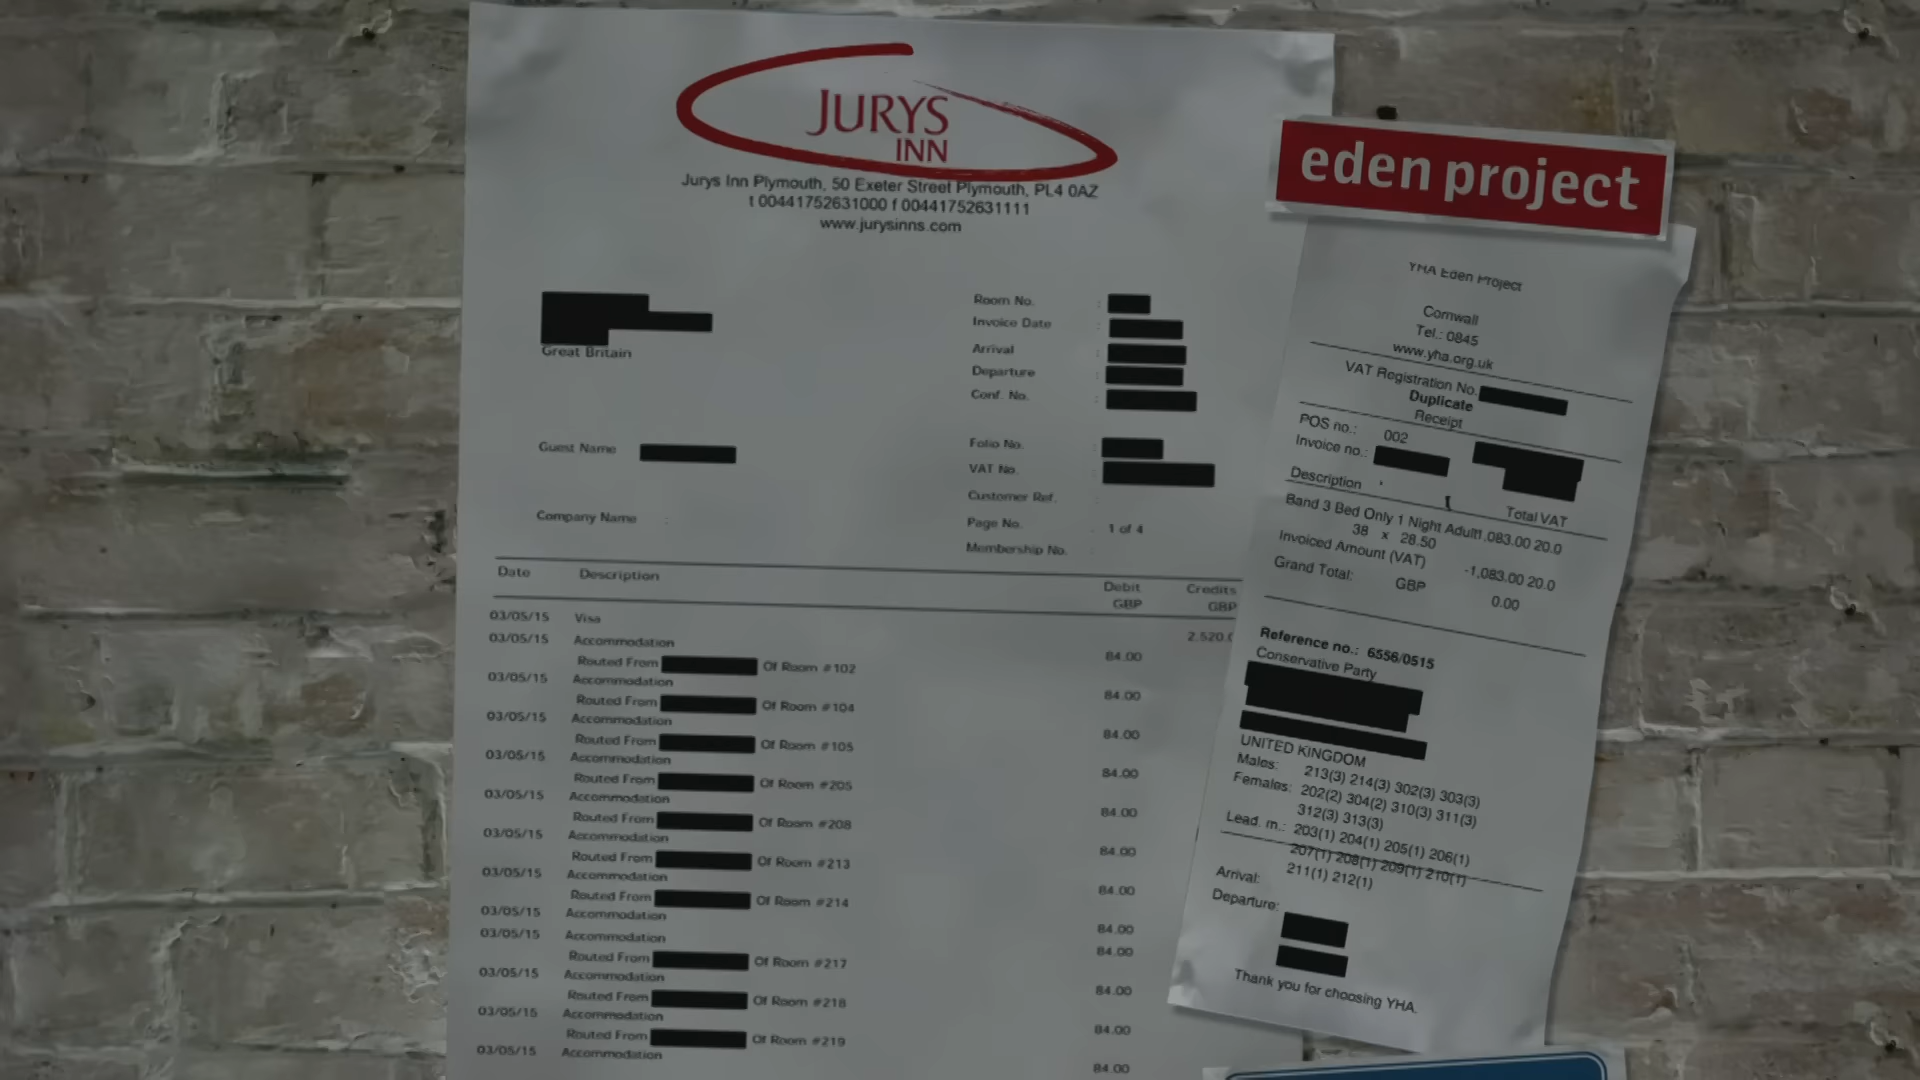 JURYS
INN
Jurys Inn Plymouth, 50 Exeter Street Plymouth, PL4 0AZ
t 00441752631000 f 00441752631111
www.jurysinns.com
Great Britain
Guest Name
Company Name :
Room No. :
Invoice Date :
Arrival :
Departure :
Conf. No. :
Folio No. :
VAT No. :
Customer Ref. :
Page No. : 1 of 4
Membership No. :
Date Description Debit Credits
GBP GBP
03/05/15 Visa 2,520.0
03/05/15 Accommodation 84.00
Routed From Of Room #102
03/05/15 Accommodation 84.00
Routed From Of Room #104
03/05/15 Accommodation 84.00
Routed From Of Room #105
03/05/15 Accommodation 84.00
Routed From Of Room #205
03/05/15 Accommodation 84.00
Routed From Of Room #208
03/05/15 Accommodation 84.00
Routed From Of Room #213
03/05/15 Accommodation 84.00
Routed From Of Room #214
03/05/15 Accommodation 84.00
03/05/15 Accommodation 84.00
Routed From Of Room #217
03/05/15 Accommodation 84.00
Routed From Of Room #218
03/05/15 Accommodation 84.00
Routed From Of Room #219
03/05/15 Accommodation 84.00
eden project
YHA Eden Project
Cornwall
Tel.: 0845
www.yha.org.uk
VAT Registration No.
Duplicate
Receipt
POS no.: 002
Invoice no.:
Description Total VAT
Band 3 Bed Only 1 Night Adult1,083.00 20.0
38 x 28.50
Invoiced Amount (VAT) -1,083.00 20.0
Grand Total: GBP 0.00
Reference no.: 6556/0515
Conservative Party
UNITED KINGDOM
Males: 213(3) 214(3) 302(3) 303(3)
Females: 202(2) 304(2) 310(3) 311(3)
312(3) 313(3)
Lead. m.: 203(1) 204(1) 205(1) 206(1)
207(1) 208(1) 209(1) 210(1)
211(1) 212(1)
Arrival:
Departure:
Thank you for choosing YHA.